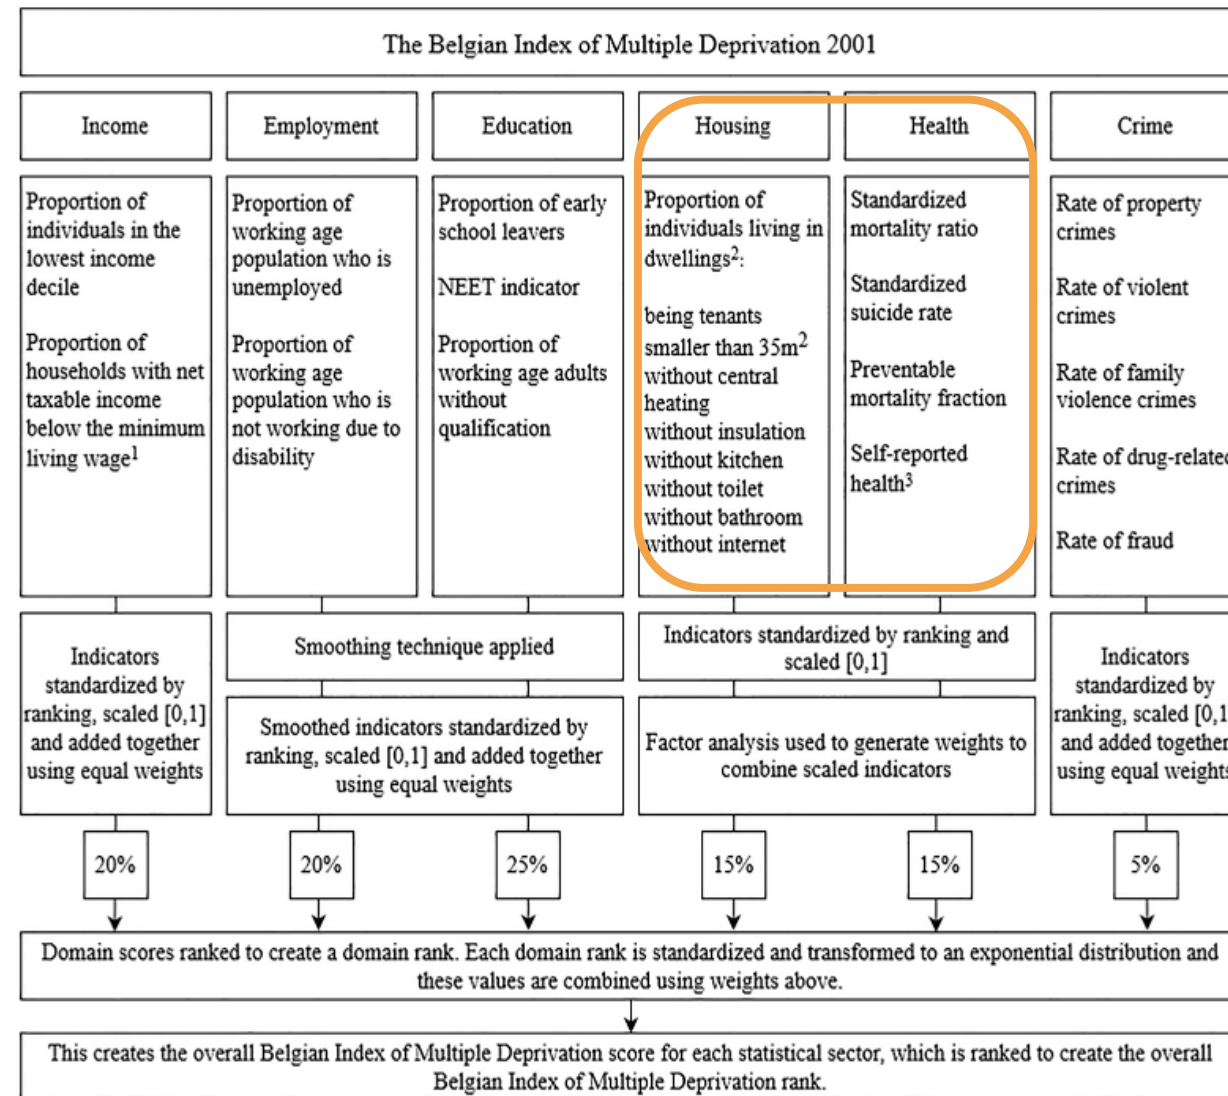 The Belgian Index of Multiple Deprivation 2001
Income
Employment
Education
Housing
Health
Crime
Proportion of
individuals in the
lowest income
decile
Proportion of
households with net
taxable income
below the minimum
living wage1
Proportion of
working age
population who is
unemployed
Proportion of
working age
population who is
not working due to
disability
Proportion of early
school leavers
NEET indicator
Proportion of
working age adults
without
qualification
Proportion of
individuals living in
dwellings2:
being tenants
smaller than 35m2
without central
heating
without insulation
without kitchen
without toilet
without bathroom
without internet
Standardized
mortality ratio
Standardized
suicide rate
Preventable
mortality fraction
Self-reported
health3
Rate of property
crimes
Rate of violent
crimes
Rate of family
violence crimes
Rate of drug-related
crimes
Rate of fraud
Indicators
standardized by
ranking, scaled [0,1]
and added together
using equal weights
Smoothing technique applied
Smoothed indicators standardized by
ranking, scaled [0,1] and added together
using equal weights
Indicators standardized by ranking and
scaled [0,1]
Factor analysis used to generate weights to
combine scaled indicators
Indicators
standardized by
ranking, scaled [0,1
and added together
using equal weights
20%
20%
25%
15%
15%
5%
Domain scores ranked to create a domain rank. Each domain rank is standardized and transformed to an exponential distribution and
these values are combined using weights above.
This creates the overall Belgian Index of Multiple Deprivation score for each statistical sector, which is ranked to create the overall
Belgian Index of Multiple Deprivation rank.